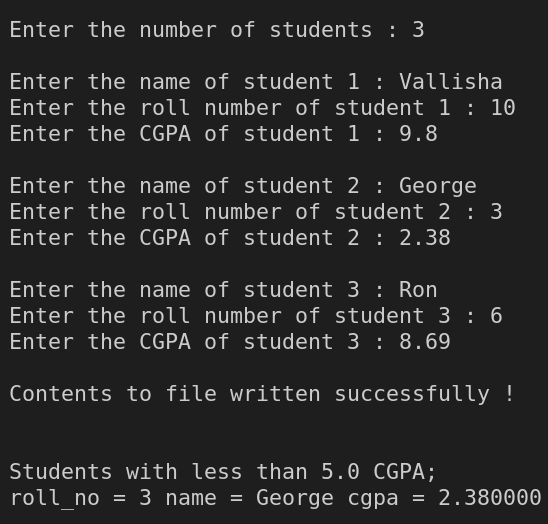 Enter the number of students : 3
Enter the name of student 1 : Vallisha
Enter the roll number of student 1 : 10
Enter the CGPA of student 1 : 9.8
Enter the name of student 2 : George
Enter the roll number of student 2 : 3
Enter the CGPA of student 2 : 2.38
Enter the name of student 3 : Ron
Enter the roll number of student 3 : 6
Enter the CGPA of student 3 : 8.69
Contents to file written successfully !
Students with less than 5.0 CGPA;
roll_no = 3 name = George cgpa = 2.380000